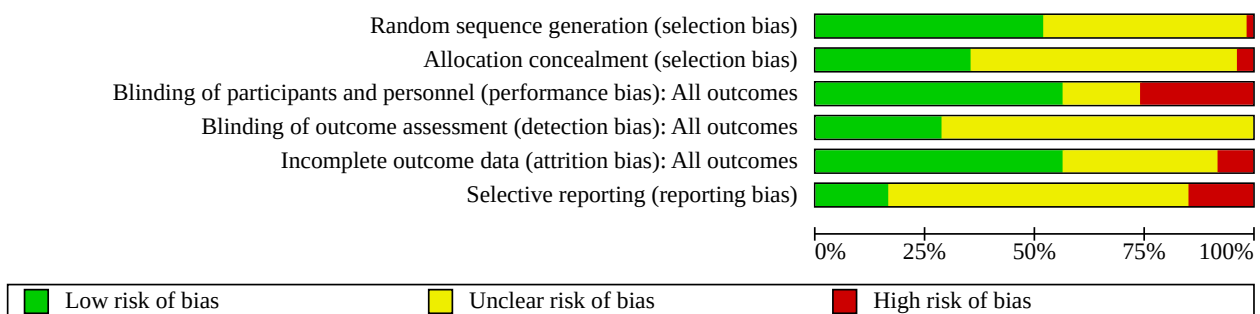 Random sequence generation (selection bias)
Allocation concealment (selection bias)
Blinding of participants and personnel (performance bias): All outcomes
Blinding of outcome assessment (detection bias): All outcomes
Incomplete outcome data (attrition bias): All outcomes
Selective reporting (reporting bias)
0% 25% 50% 75% 100%
Low risk of bias Unclear risk of bias High risk of bias